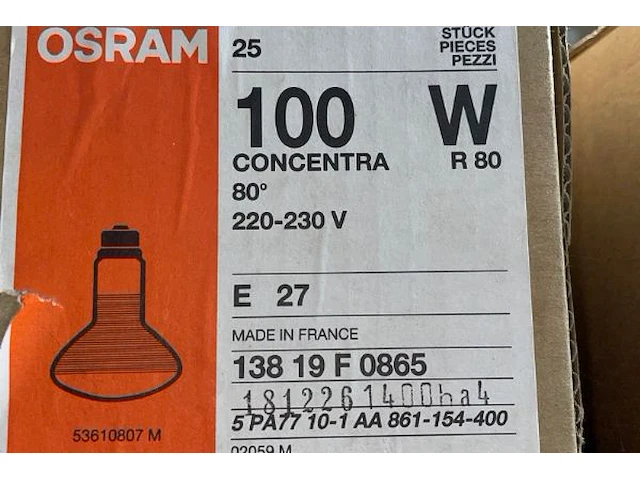 OSRAM
25
STÜCK
PIECES
PEZZI
100 W
CONCENTRA R 80
80°
220-230 V
E 27
MADE IN FRANCE
138 19 F 0865
1812261400ha4
5 PA77 10-1 AA 861-154-400
53610807 M
02059 M